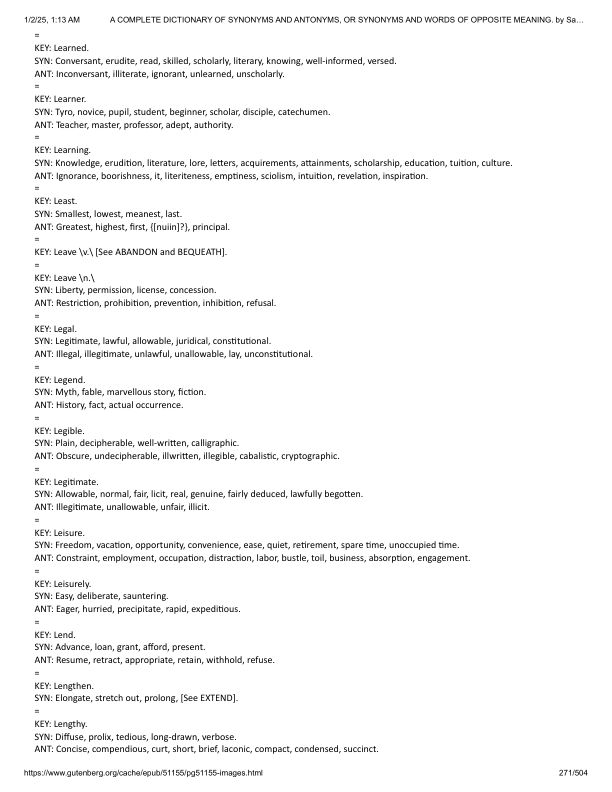 1/2/25, 1:13 AM A COMPLETE DICTIONARY OF SYNONYMS AND ANTONYMS, OR SYNONYMS AND WORDS OF OPPOSITE MEANING. by Sa…
=
KEY: Learned.
SYN: Conversant, erudite, read, skilled, scholarly, literary, knowing, well-informed, versed.
ANT: Inconversant, illiterate, ignorant, unlearned, unscholarly.
=
KEY: Learner.
SYN: Tyro, novice, pupil, student, beginner, scholar, disciple, catechumen.
ANT: Teacher, master, professor, adept, authority.
=
KEY: Learning.
SYN: Knowledge, erudition, literature, lore, letters, acquirements, attainments, scholarship, education, tuition, culture.
ANT: Ignorance, boorishness, it, literiteness, emptiness, sciolism, intuition, revelation, inspiration.
=
KEY: Least.
SYN: Smallest, lowest, meanest, last.
ANT: Greatest, highest, first, {[nuiin]?}, principal.
=
KEY: Leave \v.\ [See ABANDON and BEQUEATH].
=
KEY: Leave \n.\
SYN: Liberty, permission, license, concession.
ANT: Restriction, prohibition, prevention, inhibition, refusal.
=
KEY: Legal.
SYN: Legitimate, lawful, allowable, juridical, constitutional.
ANT: Illegal, illegitimate, unlawful, unallowable, lay, unconstitutional.
=
KEY: Legend.
SYN: Myth, fable, marvellous story, fiction.
ANT: History, fact, actual occurrence.
=
KEY: Legible.
SYN: Plain, decipherable, well-written, calligraphic.
ANT: Obscure, undecipherable, illwritten, illegible, cabalistic, cryptographic.
=
KEY: Legitimate.
SYN: Allowable, normal, fair, licit, real, genuine, fairly deduced, lawfully begotten.
ANT: Illegitimate, unallowable, unfair, illicit.
=
KEY: Leisure.
SYN: Freedom, vacation, opportunity, convenience, ease, quiet, retirement, spare time, unoccupied time.
ANT: Constraint, employment, occupation, distraction, labor, bustle, toil, business, absorption, engagement.
=
KEY: Leisurely.
SYN: Easy, deliberate, sauntering.
ANT: Eager, hurried, precipitate, rapid, expeditious.
=
KEY: Lend.
SYN: Advance, loan, grant, afford, present.
ANT: Resume, retract, appropriate, retain, withhold, refuse.
=
KEY: Lengthen.
SYN: Elongate, stretch out, prolong, [See EXTEND].
=
KEY: Lengthy.
SYN: Diffuse, prolix, tedious, long-drawn, verbose.
ANT: Concise, compendious, curt, short, brief, laconic, compact, condensed, succinct.
https://www.gutenberg.org/cache/epub/51155/pg51155-images.html 271/504